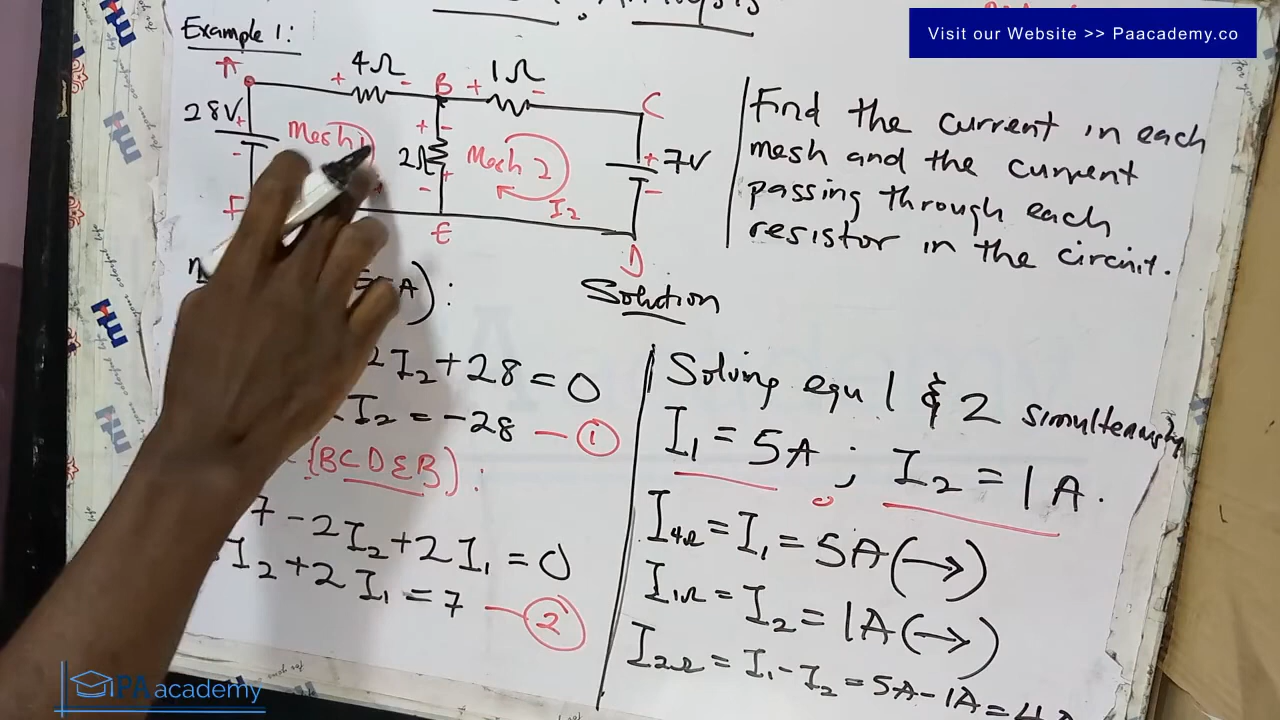 Analysis
Visit our Website >> Paacademy.co
Example 1:
A
4Ω
B
1Ω
C
+ - + -
28V
+
-
Mesh 1
2Ω
+ -
- +
Mesh 2
I₂
+
-
7V
F
E
D
Find the current in each
mesh and the current
passing through each
resistor in the circuit.
Solution
A):
2I₂ + 28 = 0
I₂ = -28 — ①
(BCDEB):
7 - 2I₂ + 2I₁ = 0
I₂ + 2I₁ = 7 — ②
Solving equ 1 & 2 simultaneously
I₁ = 5A ; I₂ = 1A.
I₄Ω = I₁ = 5A (→)
I₁Ω = I₂ = 1A (→)
I₂Ω = I₁ - I₂ = 5A - 1A = 4A
PA academy